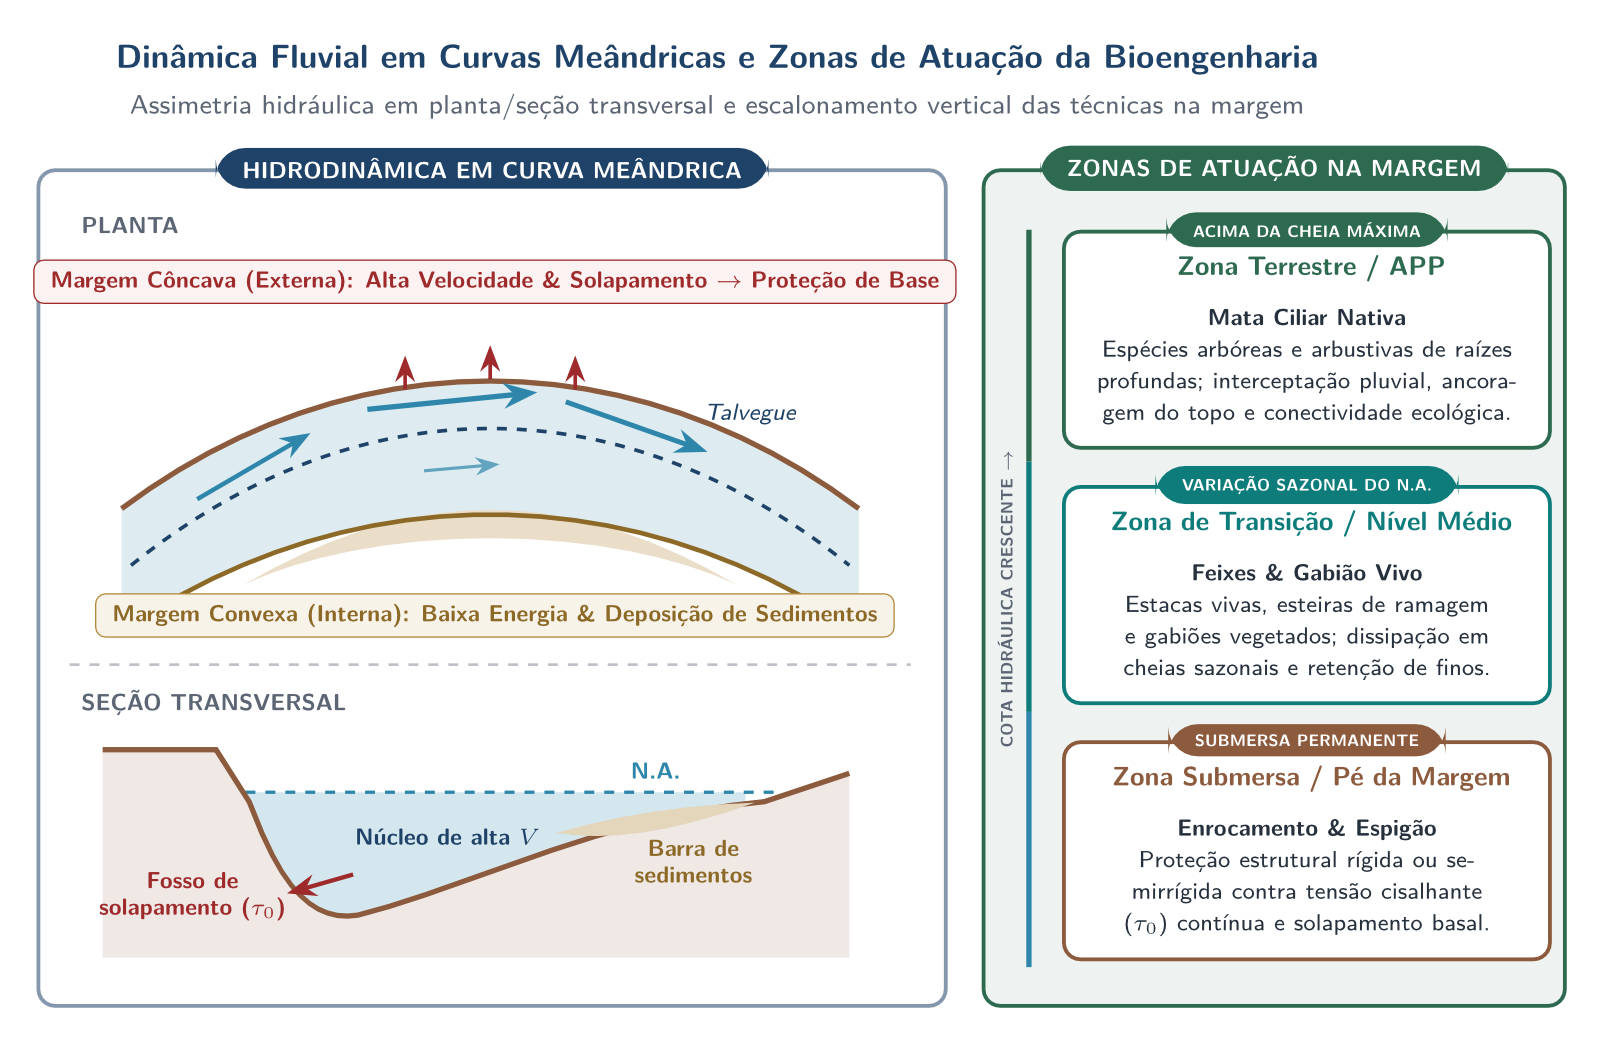 Dinâmica Fluvial em Curvas Meândricas e Zonas de Atuação da Bioengenharia
Assimetria hidráulica em planta/seção transversal e escalonamento vertical das técnicas na margem
HIDRODINÂMICA EM CURVA MEÂNDRICA
PLANTA
Margem Côncava (Externa): Alta Velocidade & Solapamento → Proteção de Base
Talvegue
Margem Convexa (Interna): Baixa Energia & Deposição de Sedimentos
SEÇÃO TRANSVERSAL
N.A.
Núcleo de alta V
Barra de
sedimentos
Fosso de
solapamento (τ₀)
ZONAS DE ATUAÇÃO NA MARGEM
COTA HIDRÁULICA CRESCENTE →
ACIMA DA CHEIA MÁXIMA
Zona Terrestre / APP
Mata Ciliar Nativa
Espécies arbóreas e arbustivas de raízes
profundas; interceptação pluvial, ancora-
gem do topo e conectividade ecológica.
VARIAÇÃO SAZONAL DO N.A.
Zona de Transição / Nível Médio
Feixes & Gabião Vivo
Estacas vivas, esteiras de ramagem
e gabiões vegetados; dissipação em
cheias sazonais e retenção de finos.
SUBMERSA PERMANENTE
Zona Submersa / Pé da Margem
Enrocamento & Espigão
Proteção estrutural rígida ou se-
mirrígida contra tensão cisalhante
(τ₀) contínua e solapamento basal.